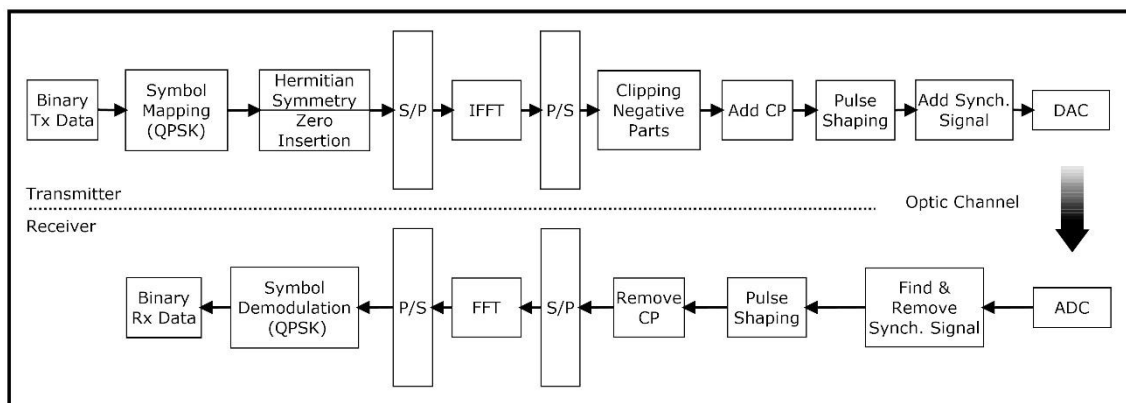 Binary
Tx Data
Symbol
Mapping
(QPSK)
Hermitian
Symmetry
Zero
Insertion
S/P
IFFT
P/S
Clipping
Negative
Parts
Add CP
Pulse
Shaping
Add Synch.
Signal
DAC
Transmitter
Receiver
Optic Channel
Binary
Rx Data
Symbol
Demodulation
(QPSK)
P/S
FFT
S/P
Remove
CP
Pulse
Shaping
Find &
Remove
Synch. Signal
ADC